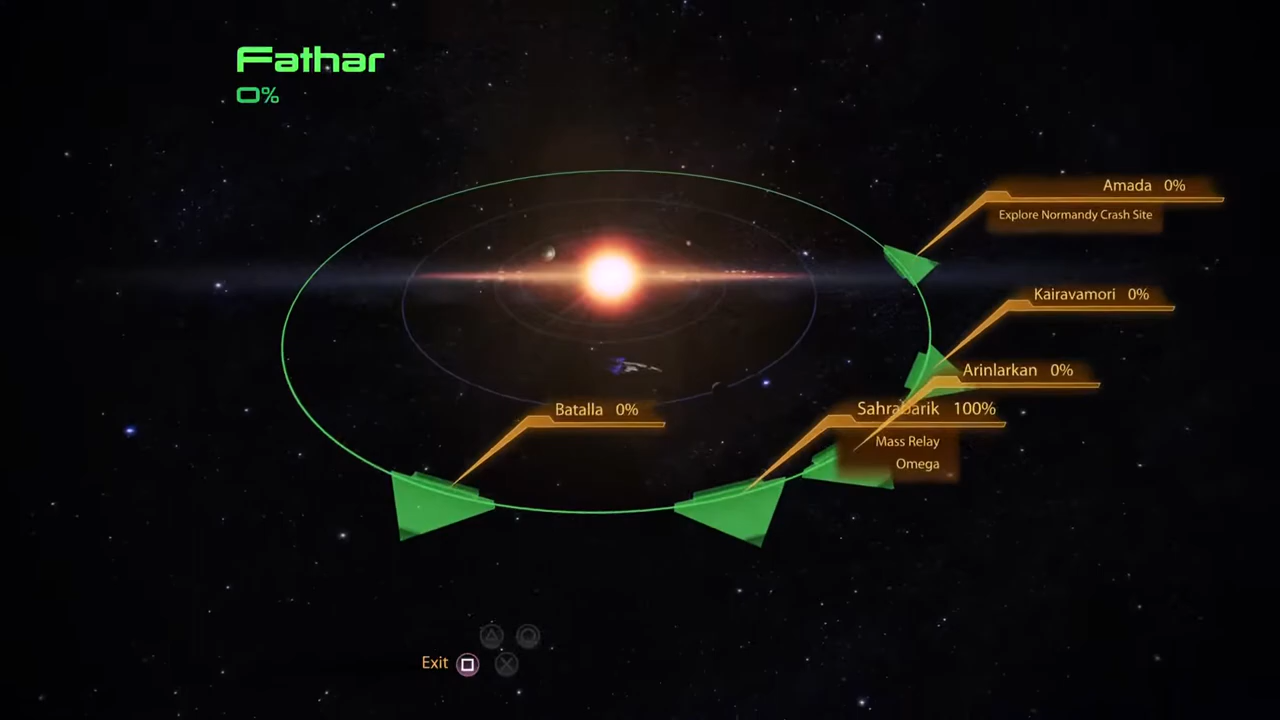 Fathar
0%
Amada 0%
Explore Normandy Crash Site
Kairavamori 0%
Arinlarkan 0%
Sahrabarik 100%
Mass Relay
Omega
Batalla 0%
Exit